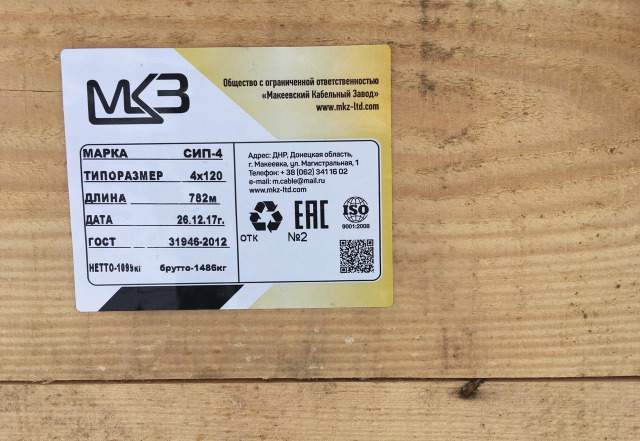 МКЗ
Общество с ограниченной ответственностью
«Макеевский Кабельный Завод»
www.mkz-ltd.com
МАРКА СИП-4
ТИПОРАЗМЕР 4х120
ДЛИНА 782м
ДАТА 26.12.17г.
ГОСТ 31946-2012
НЕТТО-1099кг брутто-1486кг
Адрес: ДНР, Донецкая область,
г. Макеевка, ул. Магистральная, 1
Телефон: + 38 (062) 341 16 02
e-mail: m.cable@mail.ru
www.mkz-ltd.com
EAC
ISO
9001:2008
ОТК №2